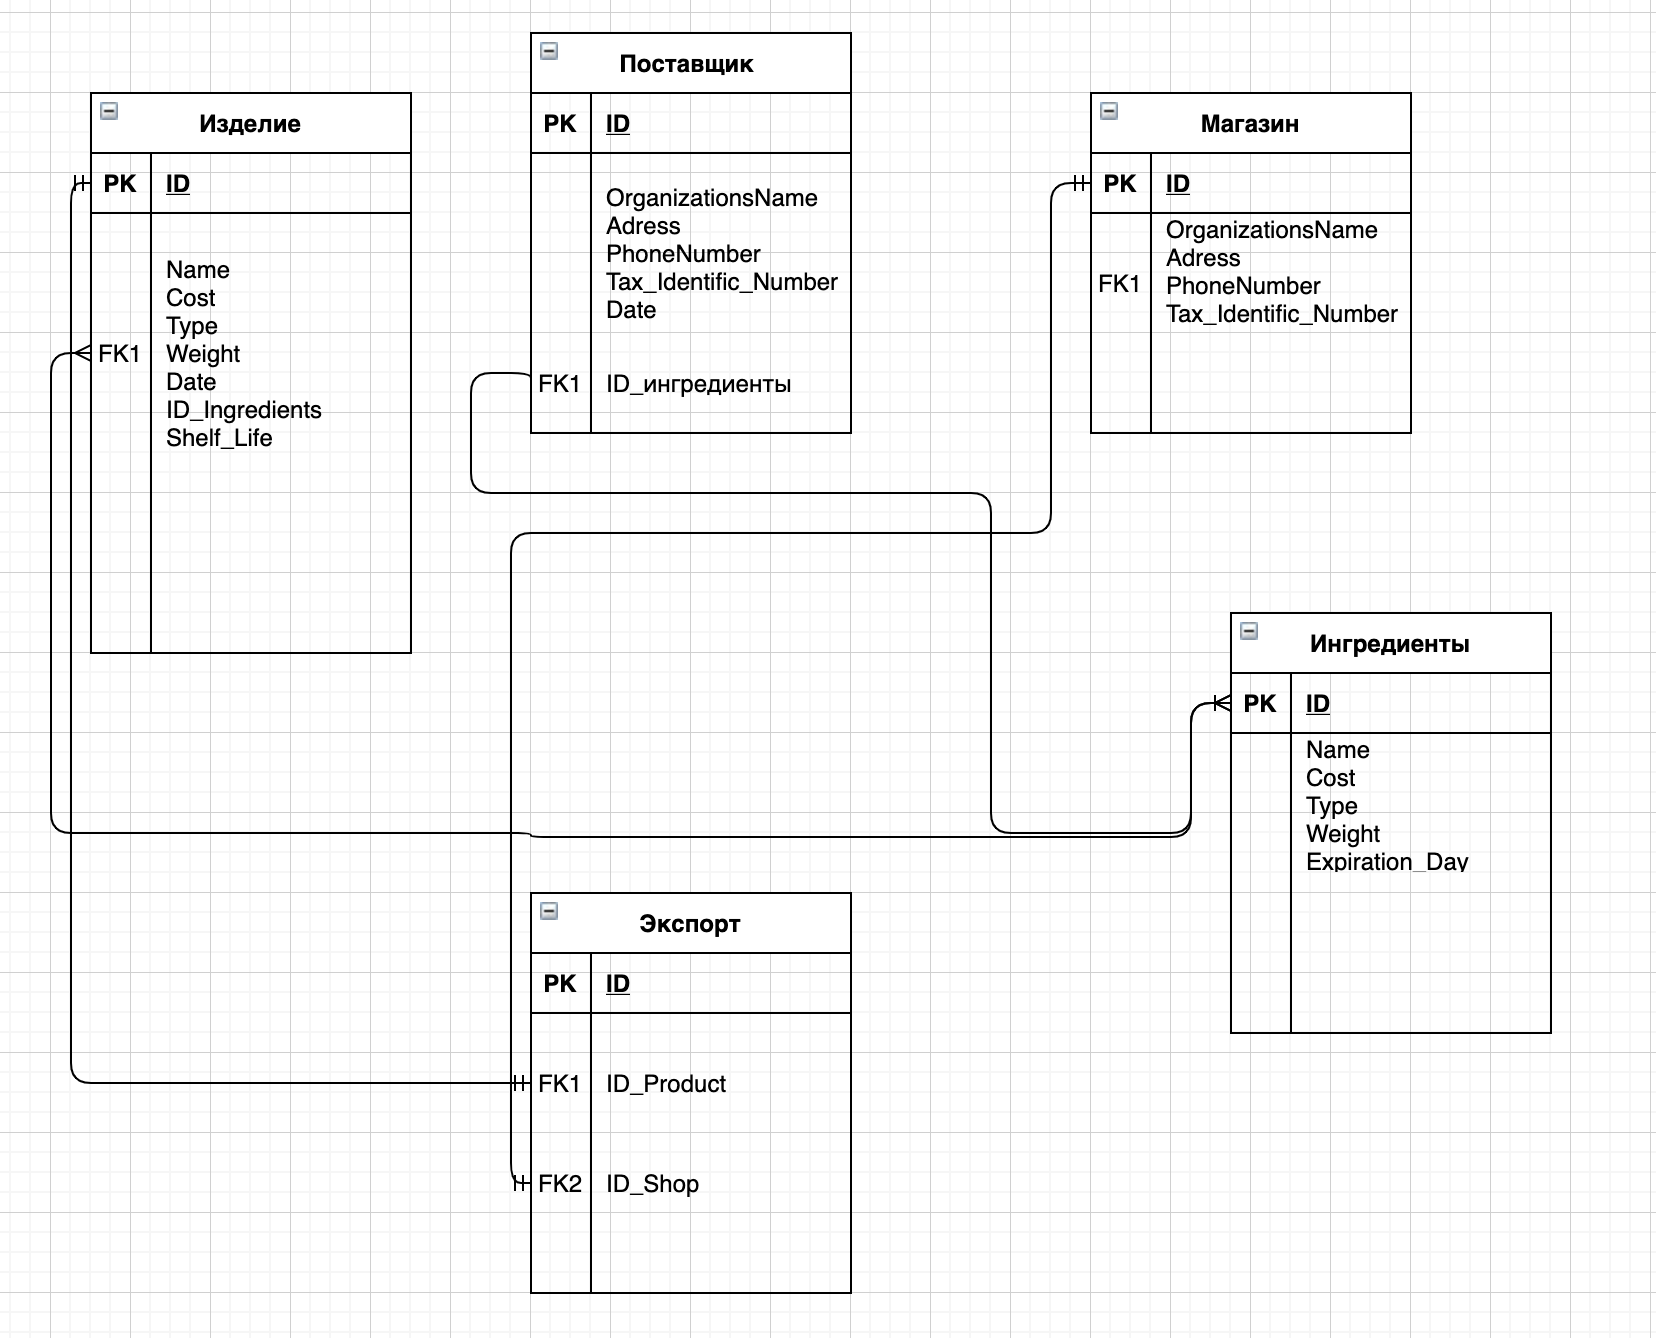 Изделие
PK ID
Name
Cost
Type
FK1 Weight
Date
ID_Ingredients
Shelf_Life
Поставщик
PK ID
OrganizationsName
Adress
PhoneNumber
Tax_Identific_Number
Date
FK1 ID_ингредиенты
Магазин
PK ID
OrganizationsName
Adress
FK1 PhoneNumber
Tax_Identific_Number
Ингредиенты
PK ID
Name
Cost
Type
Weight
Expiration_Day
Экспорт
PK ID
FK1 ID_Product
FK2 ID_Shop